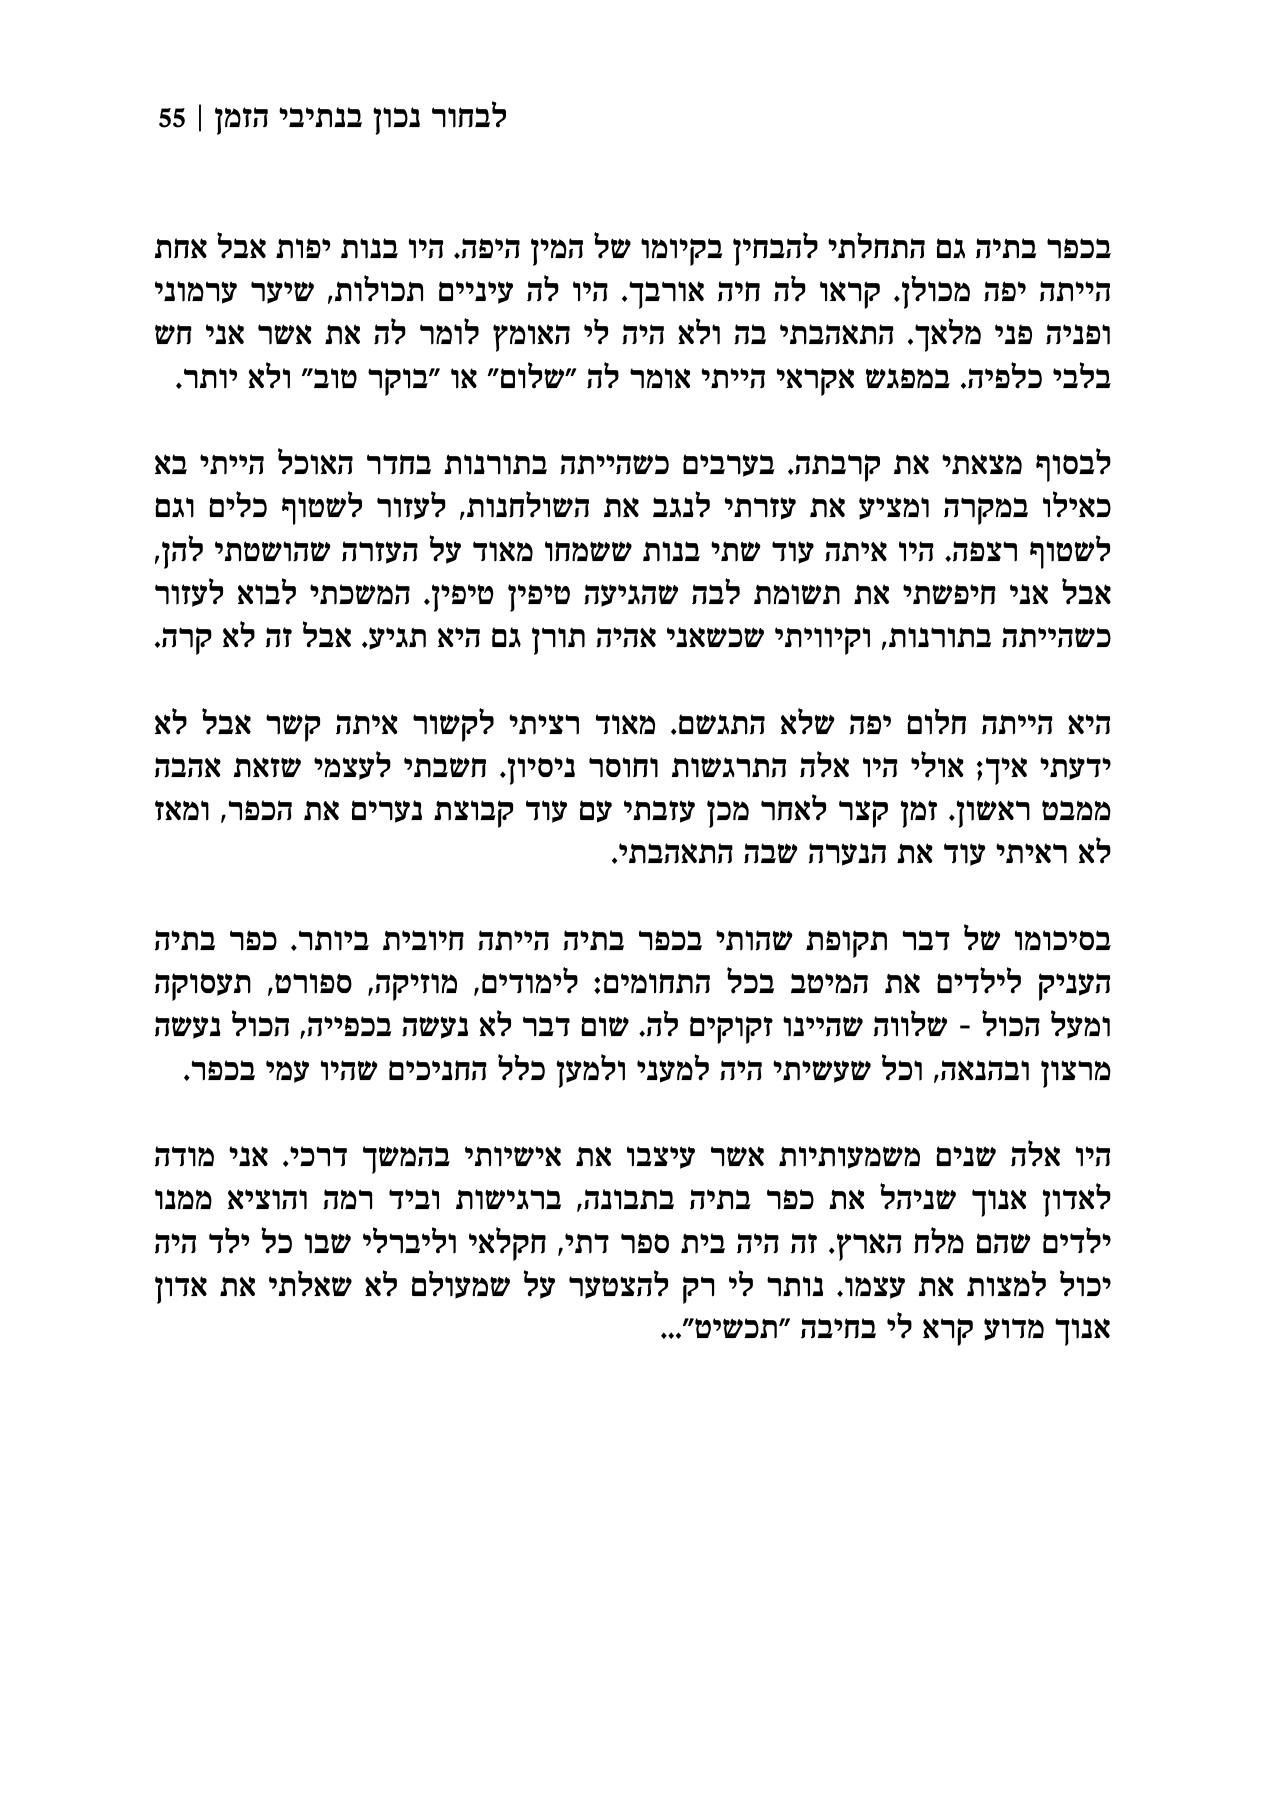 לבחור נכון בנתיבי הזמן | 55
בכפר בתיה גם התחלתי להבחין בקיומו של המין היפה. היו בנות יפות אבל אחת
הייתה יפה מכולן. קראו לה חיה אורבך. היו לה עיניים תכולות, שיער ערמוני
ופניה פני מלאך. התאהבתי בה ולא היה לי האומץ לומר לה את אשר אני חש
בלבי כלפיה. במפגש אקראי הייתי אומר לה "שלום" או "בוקר טוב" ולא יותר.
לבסוף מצאתי את קרבתה. בערבים כשהייתה בתורנות בחדר האוכל הייתי בא
כאילו במקרה ומציע את עזרתי לנגב את השולחנות, לעזור לשטוף כלים וגם
לשטוף רצפה. היו איתה עוד שתי בנות ששמחו מאוד על העזרה שהושטתי להן,
אבל אני חיפשתי את תשומת לבה שהגיעה טיפין טיפין. המשכתי לבוא לעזור
כשהייתה בתורנות, וקיוויתי שכשאני אהיה תורן גם היא תגיע. אבל זה לא קרה.
היא הייתה חלום יפה שלא התגשם. מאוד רציתי לקשור איתה קשר אבל לא
ידעתי איך; אולי היו אלה התרגשות וחוסר ניסיון. חשבתי לעצמי שזאת אהבה
ממבט ראשון. זמן קצר לאחר מכן עזבתי עם עוד קבוצת נערים את הכפר, ומאז
לא ראיתי עוד את הנערה שבה התאהבתי.
בסיכומו של דבר תקופת שהותי בכפר בתיה הייתה חיובית ביותר. כפר בתיה
העניק לילדים את המיטב בכל התחומים: לימודים, מוזיקה, ספורט, תעסוקה
ומעל הכול - שלווה שהיינו זקוקים לה. שום דבר לא נעשה בכפייה, הכול נעשה
מרצון ובהנאה, וכל שעשיתי היה למעני ולמען כלל החניכים שהיו עמי בכפר.
היו אלה שנים משמעותיות אשר עיצבו את אישיותי בהמשך דרכי. אני מודה
לאדון אנוך שניהל את כפר בתיה בתבונה, ברגישות וביד רמה והוציא ממנו
ילדים שהם מלח הארץ. זה היה בית ספר דתי, חקלאי וליברלי שבו כל ילד היה
יכול למצות את עצמו. נותר לי רק להצטער על שמעולם לא שאלתי את אדון
אנוך מדוע קרא לי בחיבה "תכשיט"...